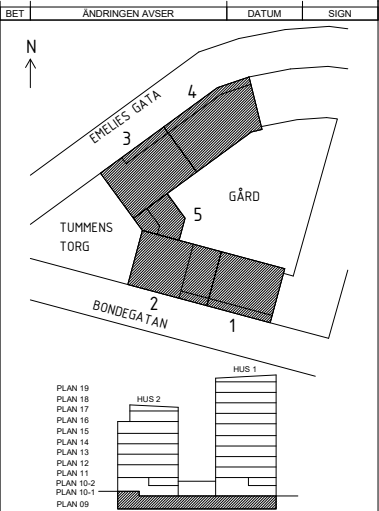 BET ÄNDRINGEN AVSER DATUM SIGN
N
4
EMELIES GATA
3
GÅRD
5
TUMMENS
TORG
2
BONDEGATAN
1
HUS 1
PLAN 19
PLAN 18 HUS 2
PLAN 17
PLAN 16
PLAN 15
PLAN 14
PLAN 13
PLAN 12
PLAN 11
PLAN 10-2
PLAN 10-1
PLAN 09